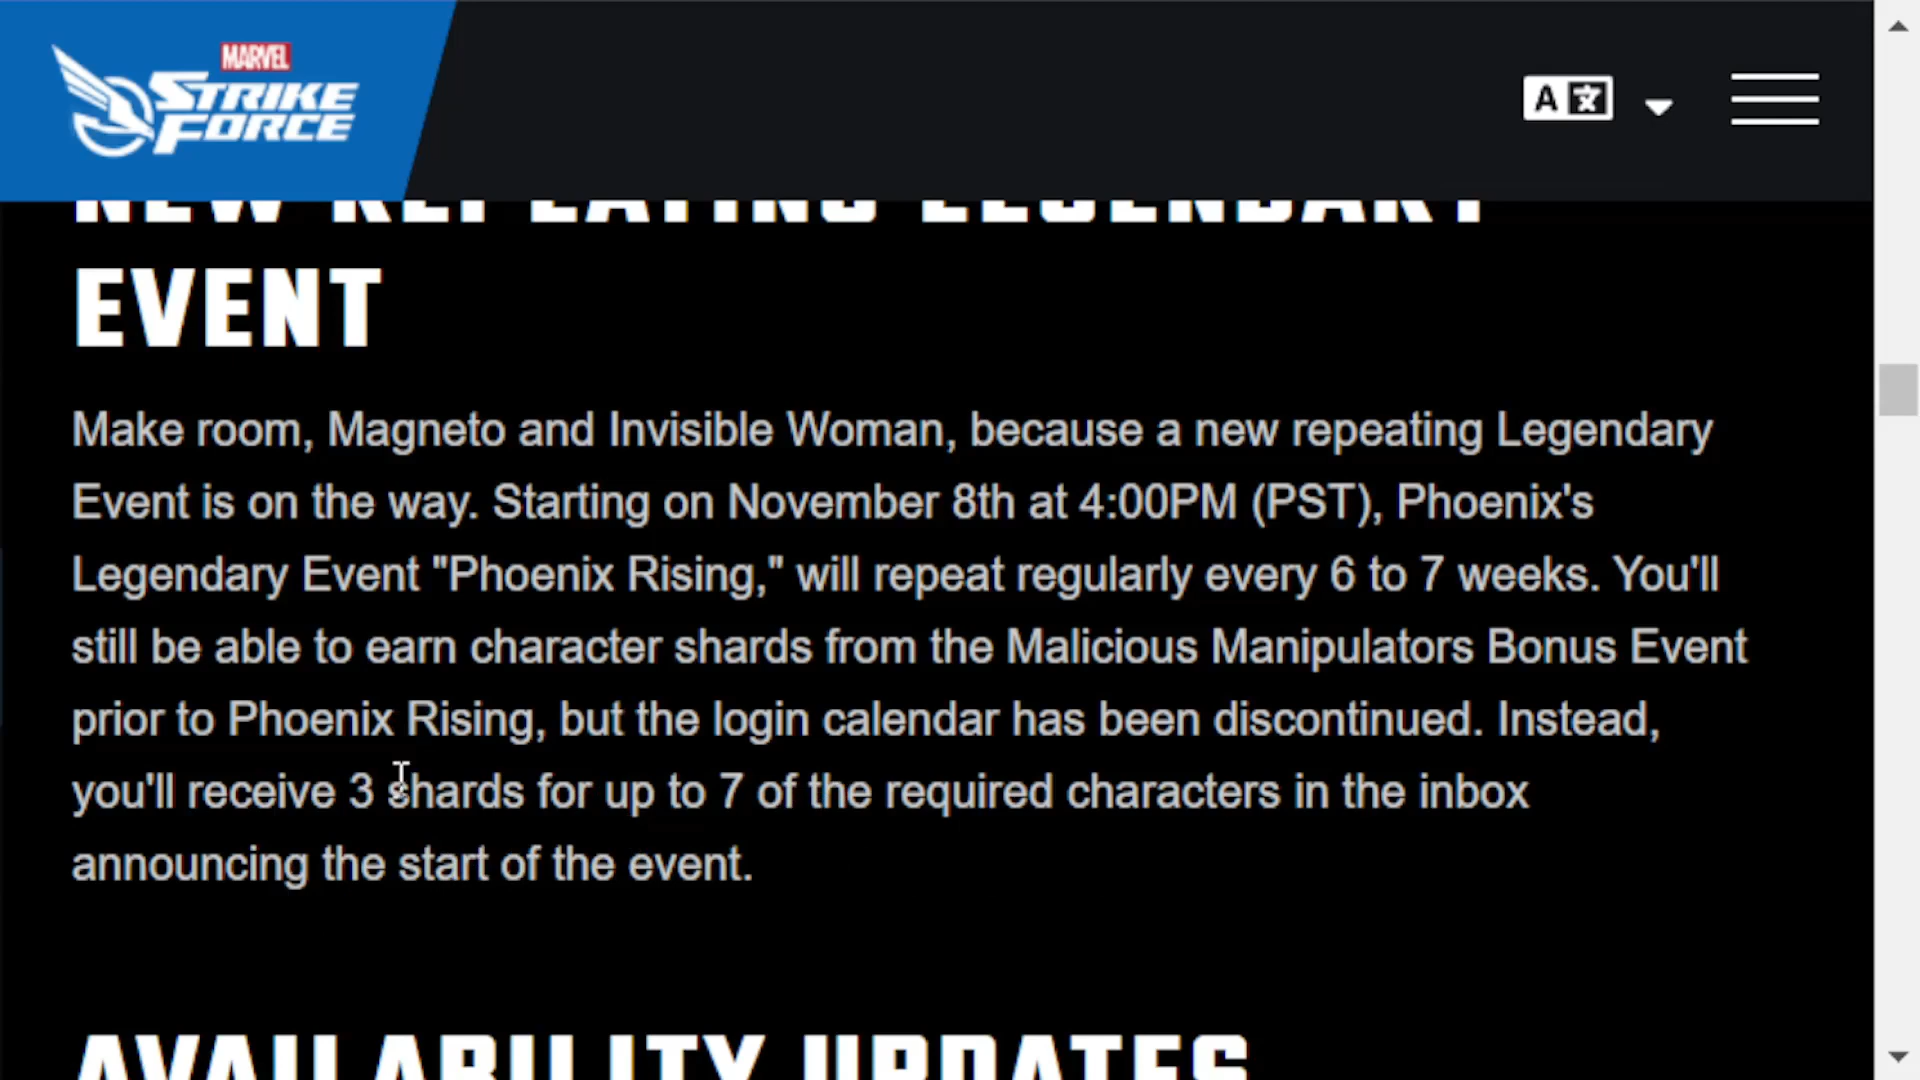 MARVEL
STRIKE
FORCE
A
NEW REPEATING LEGENDARY
EVENT
Make room, Magneto and Invisible Woman, because a new repeating Legendary
Event is on the way. Starting on November 8th at 4:00PM (PST), Phoenix's
Legendary Event "Phoenix Rising," will repeat regularly every 6 to 7 weeks. You'll
still be able to earn character shards from the Malicious Manipulators Bonus Event
prior to Phoenix Rising, but the login calendar has been discontinued. Instead,
you'll receive 3 shards for up to 7 of the required characters in the inbox
announcing the start of the event.
AVAILABILITY UPDATES